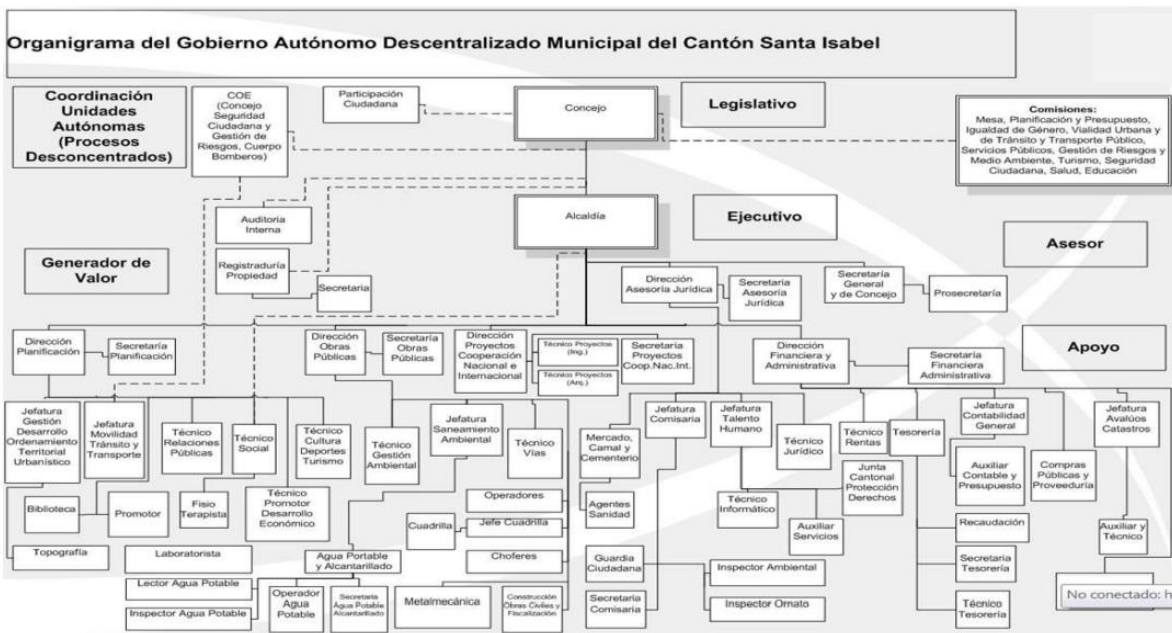 Organigrama del Gobierno Autónomo Descentralizado Municipal del Cantón Santa Isabel
Coordinación
Unidades
Autónomas
(Procesos
Desconcentrados)
COE
(Concejo
Seguridad
Ciudadana y
Gestión de
Riesgos, Cuerpo
Bomberos)
Participación
Ciudadana
Concejo
Legislativo
Comisiones:
Mesa, Planificación y Presupuesto,
Igualdad de Género, Vialidad Urbana y
de Tránsito y Transporte Público,
Servicios Públicos, Gestión de Riesgos y
Medio Ambiente, Turismo, Seguridad
Ciudadana, Salud, Educación
Auditoria
Interna
Alcaldía
Ejecutivo
Asesor
Generador de
Valor
Registraduría
Propiedad
Secretaria
Dirección
Asesoría Jurídica
Secretaria
Asesoría
Jurídica
Secretaría
General
y de Concejo
Prosecretaría
Dirección
Planificación
Secretaría
Planificación
Dirección
Obras
Públicas
Secretaría
Obras
Públicas
Dirección
Proyectos
Cooperación
Nacional e
Internacional
Técnico Proyectos
(Ing.)
Técnico Proyectos
(Arq.)
Secretaría
Proyectos
Coop.Nac.Int.
Dirección
Financiera y
Administrativa
Secretaría
Financiera
Administrativa
Apoyo
Jefatura
Gestión
Desarrollo
Ordenamiento
Territorial
Urbanístico
Jefatura
Movilidad
Tránsito y
Transporte
Técnico
Relaciones
Públicas
Técnico
Social
Técnico
Cultura
Deportes
Turismo
Técnico
Gestión
Ambiental
Jefatura
Saneamiento
Ambiental
Técnico
Vías
Mercado,
Camal y
Cementerio
Jefatura
Comisaria
Jefatura
Talento
Humano
Técnico
Jurídico
Técnico
Rentas
Tesorería
Jefatura
Contabilidad
General
Jefatura
Avalúos
Catastros
Biblioteca
Promotor
Fisio
Terapista
Técnico
Promotor
Desarrollo
Económico
Operadores
Cuadrilla
Jefe Cuadrilla
Agentes
Sanidad
Técnico
Informático
Junta
Cantonal
Protección
Derechos
Auxiliar
Servicios
Auxiliar
Contable y
Presupuesto
Compras
Públicas y
Proveeduría
Recaudación
Auxiliar y
Técnico
Topografía
Laboratorista
Agua Portable
y Alcantarillado
Choferes
Guardia
Ciudadana
Inspector Ambiental
Secretaria
Tesorería
Lector Agua Potable
Inspector Agua Potable
Operador
Agua
Potable
Secretaria
Agua Potable
Alcantarillado
Metalmecánica
Construcción
Obras Civiles y
Fiscalización
Secretaria
Comisaria
Inspector Ornato
Técnico
Tesorería
No conectado: h